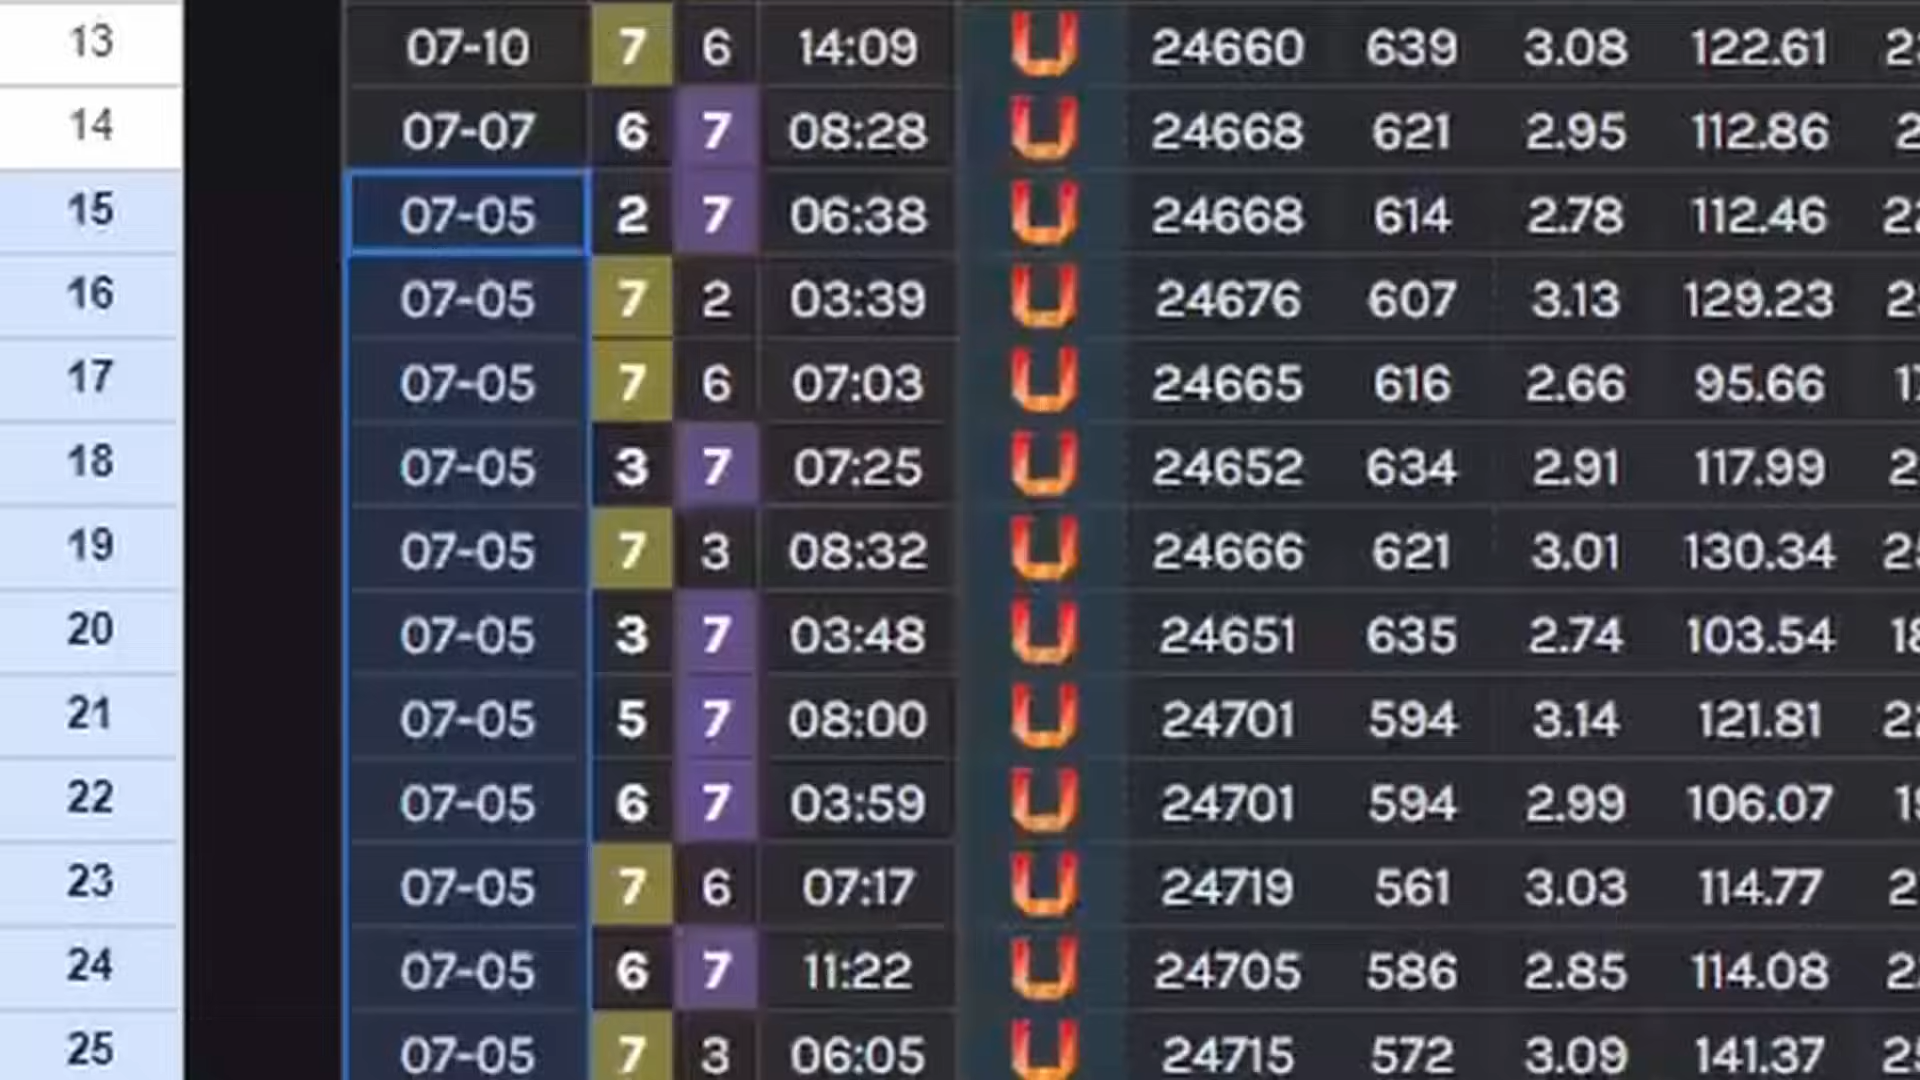 13 07-10 7 6 14:09 U 24660 639 3.08 122.61
14 07-07 6 7 08:28 U 24668 621 2.95 112.86
15 07-05 2 7 06:38 U 24668 614 2.78 112.46
16 07-05 7 2 03:39 U 24676 607 3.13 129.23
17 07-05 7 6 07:03 U 24665 616 2.66 95.66
18 07-05 3 7 07:25 U 24652 634 2.91 117.99
19 07-05 7 3 08:32 U 24666 621 3.01 130.34
20 07-05 3 7 03:48 U 24651 635 2.74 103.54
21 07-05 5 7 08:00 U 24701 594 3.14 121.81
22 07-05 6 7 03:59 U 24701 594 2.99 106.07
23 07-05 7 6 07:17 U 24719 561 3.03 114.77
24 07-05 6 7 11:22 U 24705 586 2.85 114.08
25 07-05 7 3 06:05 U 24715 572 3.09 141.37